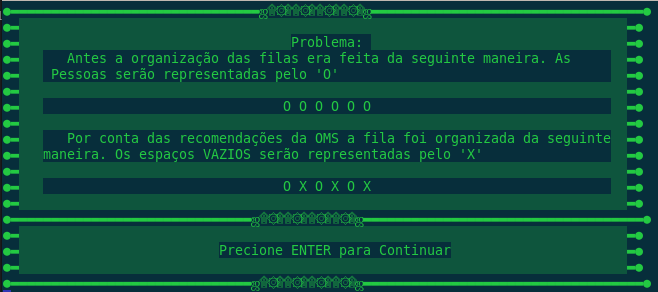 Problema:
Antes a organização das filas era feita da seguinte maneira. As
Pessoas serão representadas pelo 'O'
O O O O O O
Por conta das recomendações da OMS a fila foi organizada da seguinte
maneira. Os espaços VAZIOS serão representadas pelo 'X'
O X O X O X
Precione ENTER para Continuar